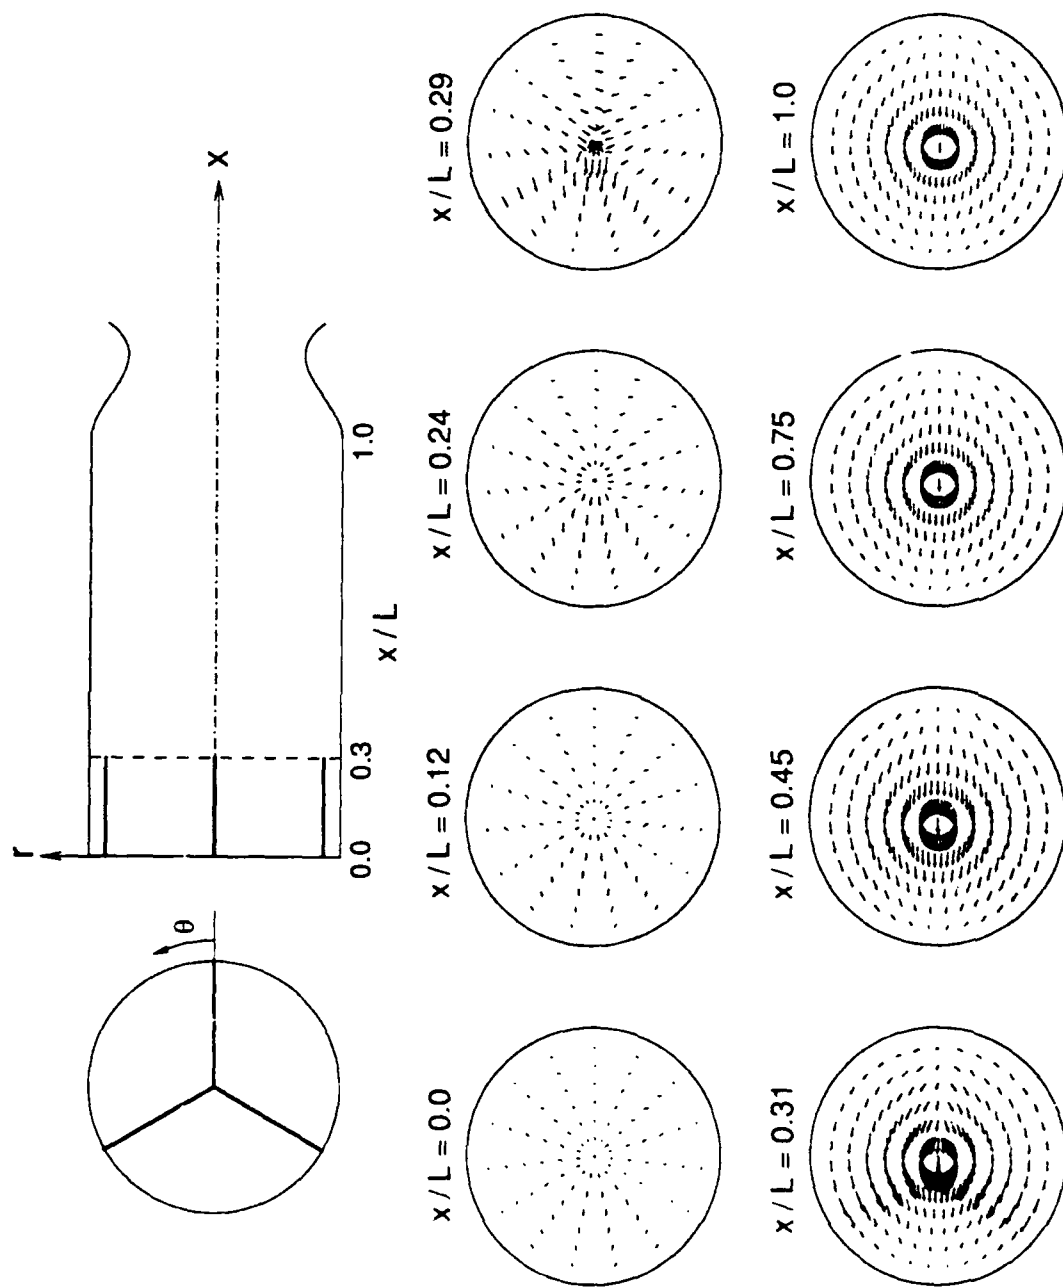 r
θ
X
0.0
0.3
1.0
x / L
x / L = 0.0
x / L = 0.12
x / L = 0.24
x / L = 0.29
x / L = 0.31
x / L = 0.45
x / L = 0.75
x / L = 1.0